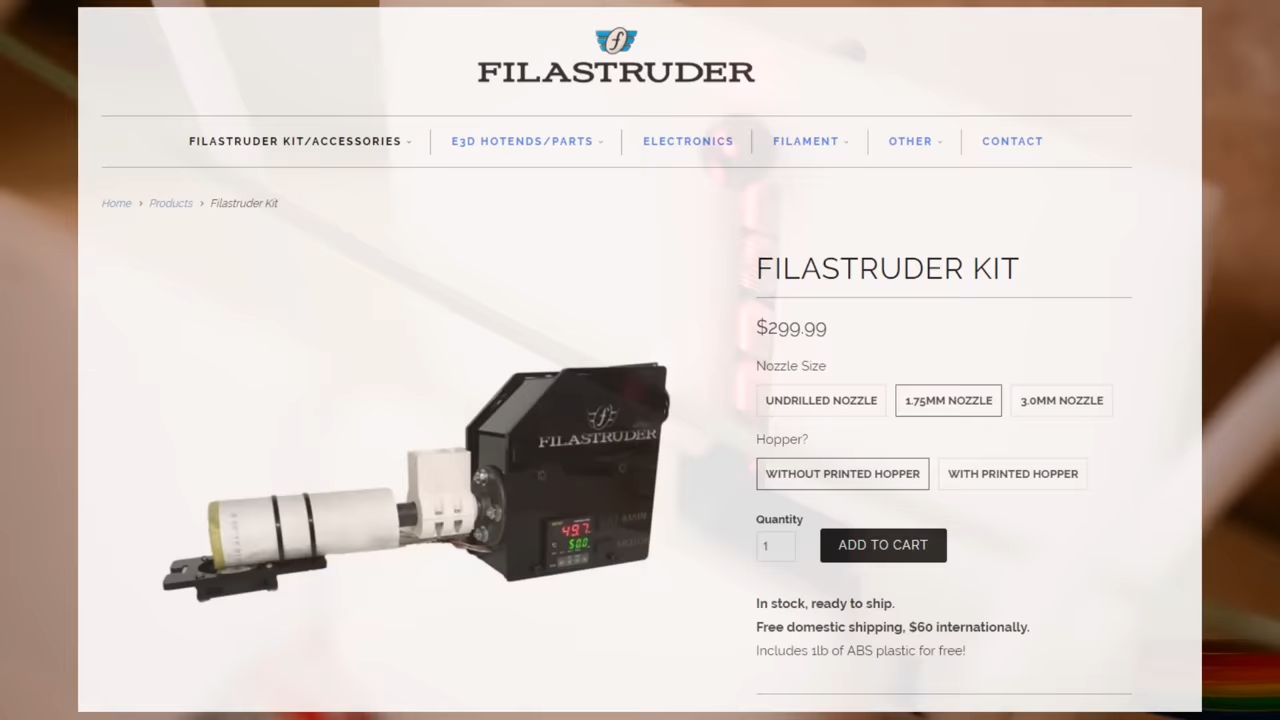 FILASTRUDER
FILASTRUDER KIT/ACCESSORIES
E3D HOTENDS/PARTS
ELECTRONICS
FILAMENT
OTHER
CONTACT
Home › Products › Filastruder Kit
FILASTRUDER KIT
$299.99
Nozzle Size
UNDRILLED NOZZLE
1.75MM NOZZLE
3.0MM NOZZLE
Hopper?
WITHOUT PRINTED HOPPER
WITH PRINTED HOPPER
Quantity
1
ADD TO CART
In stock, ready to ship.
Free domestic shipping, $60 internationally.
Includes 1lb of ABS plastic for free!
FILASTRUDER
497
500